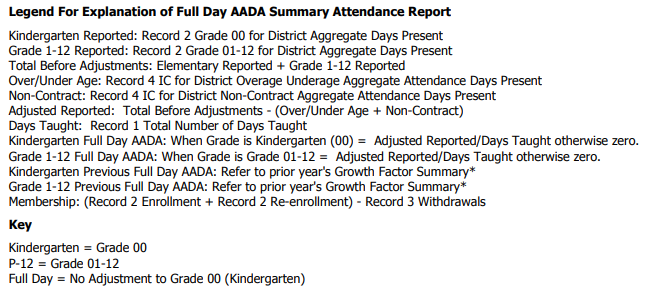 Legend For Explanation of Full Day AADA Summary Attendance Report
Kindergarten Reported: Record 2 Grade 00 for District Aggregate Days Present
Grade 1-12 Reported: Record 2 Grade 01-12 for District Aggregate Days Present
Total Before Adjustments: Elementary Reported + Grade 1-12 Reported
Over/Under Age: Record 4 IC for District Overage Underage Aggregate Attendance Days Present
Non-Contract: Record 4 IC for District Non-Contract Aggregate Attendance Days Present
Adjusted Reported:  Total Before Adjustments - (Over/Under Age + Non-Contract)
Days Taught:  Record 1 Total Number of Days Taught
Kindergarten Full Day AADA: When Grade is Kindergarten (00) =  Adjusted Reported/Days Taught otherwise zero.
Grade 1-12 Full Day AADA: When Grade is Grade 01-12 =  Adjusted Reported/Days Taught otherwise zero.
Kindergarten Previous Full Day AADA: Refer to prior year's Growth Factor Summary*
Grade 1-12 Previous Full Day AADA: Refer to prior year's Growth Factor Summary*
Membership: (Record 2 Enrollment + Record 2 Re-enrollment) - Record 3 Withdrawals
Key
Kindergarten = Grade 00
P-12 = Grade 01-12
Full Day = No Adjustment to Grade 00 (Kindergarten)